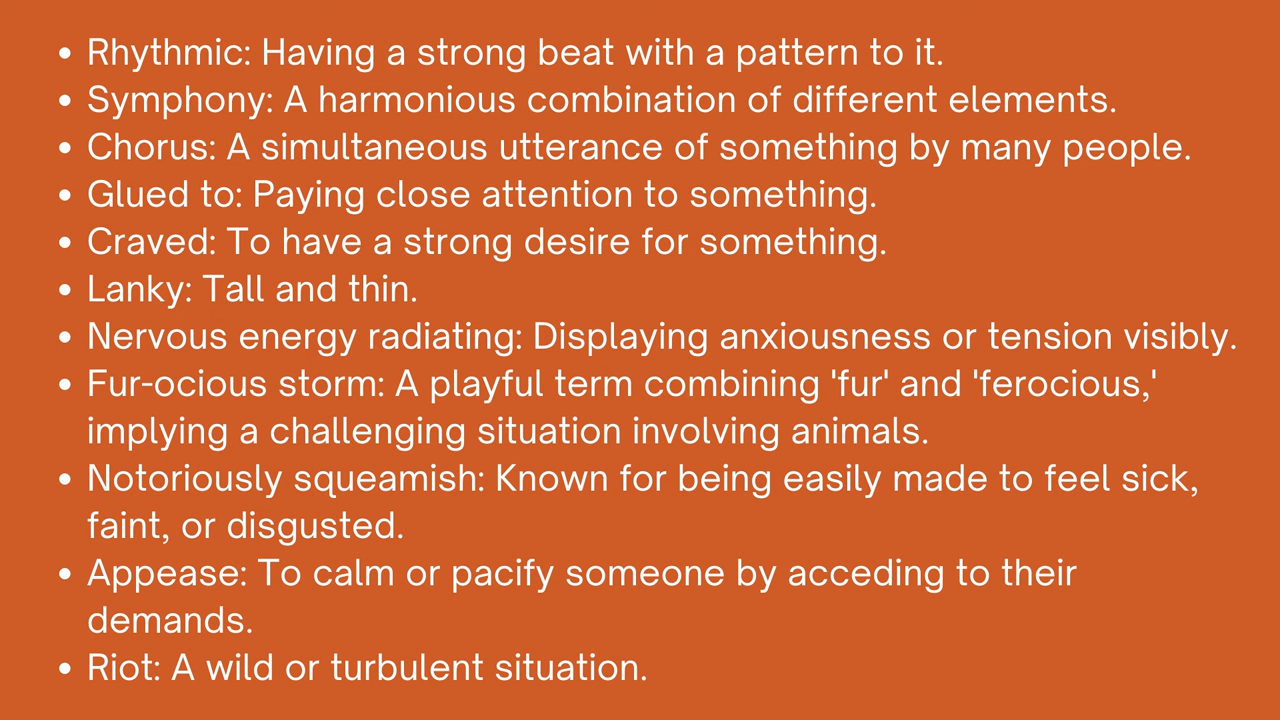 • Rhythmic: Having a strong beat with a pattern to it.
• Symphony: A harmonious combination of different elements.
• Chorus: A simultaneous utterance of something by many people.
• Glued to: Paying close attention to something.
• Craved: To have a strong desire for something.
• Lanky: Tall and thin.
• Nervous energy radiating: Displaying anxiousness or tension visibly.
• Fur-ocious storm: A playful term combining 'fur' and 'ferocious,'
implying a challenging situation involving animals.
• Notoriously squeamish: Known for being easily made to feel sick,
faint, or disgusted.
• Appease: To calm or pacify someone by acceding to their
demands.
• Riot: A wild or turbulent situation.